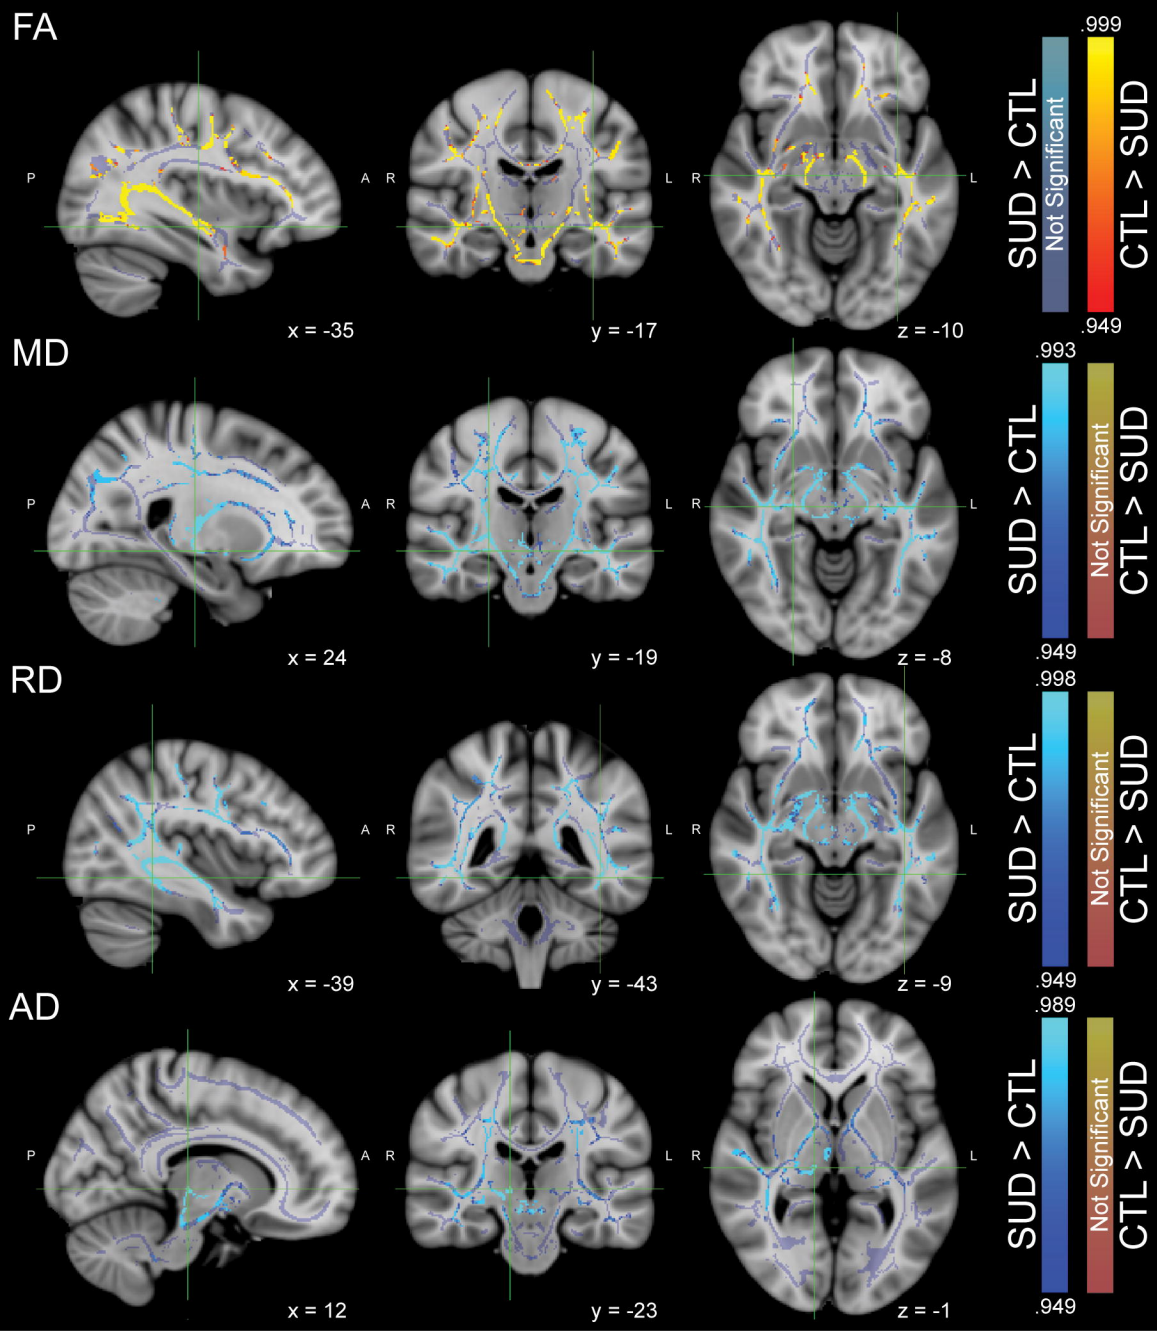 FA
P
A
R
L
R
L
x = -35
y = -17
z = -10
SUD > CTL
Not Significant
.999
.949
CTL > SUD
MD
P
A
R
L
R
L
x = 24
y = -19
z = -8
.993
.949
SUD > CTL
Not Significant
CTL > SUD
RD
P
A
R
L
R
L
x = -39
y = -43
z = -9
.998
.949
SUD > CTL
Not Significant
CTL > SUD
AD
P
A
R
L
R
L
x = 12
y = -23
z = -1
.989
.949
SUD > CTL
Not Significant
CTL > SUD